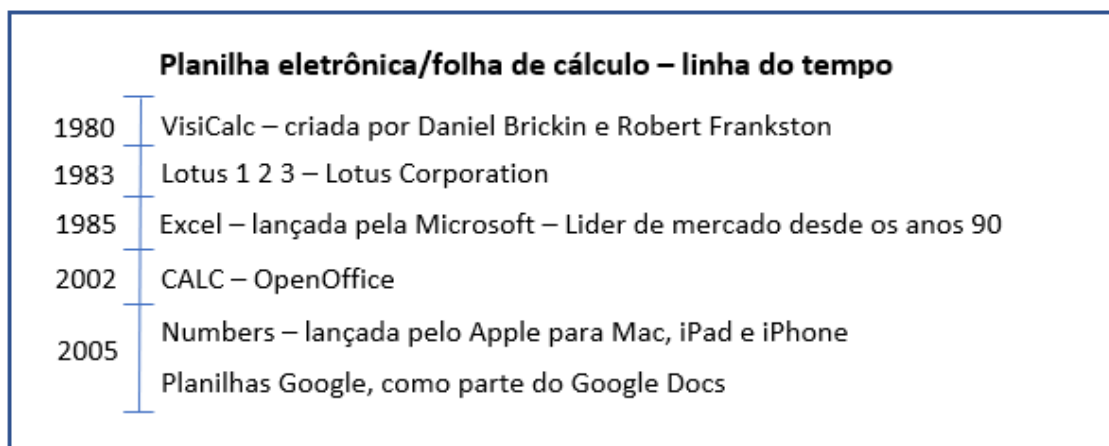 Planilha eletrônica/folha de cálculo – linha do tempo
1980 VisiCalc – criada por Daniel Brickin e Robert Frankston
1983 Lotus 1 2 3 – Lotus Corporation
1985 Excel – lançada pela Microsoft – Lider de mercado desde os anos 90
2002 CALC – OpenOffice
2005 Numbers – lançada pelo Apple para Mac, iPad e iPhone
Planilhas Google, como parte do Google Docs